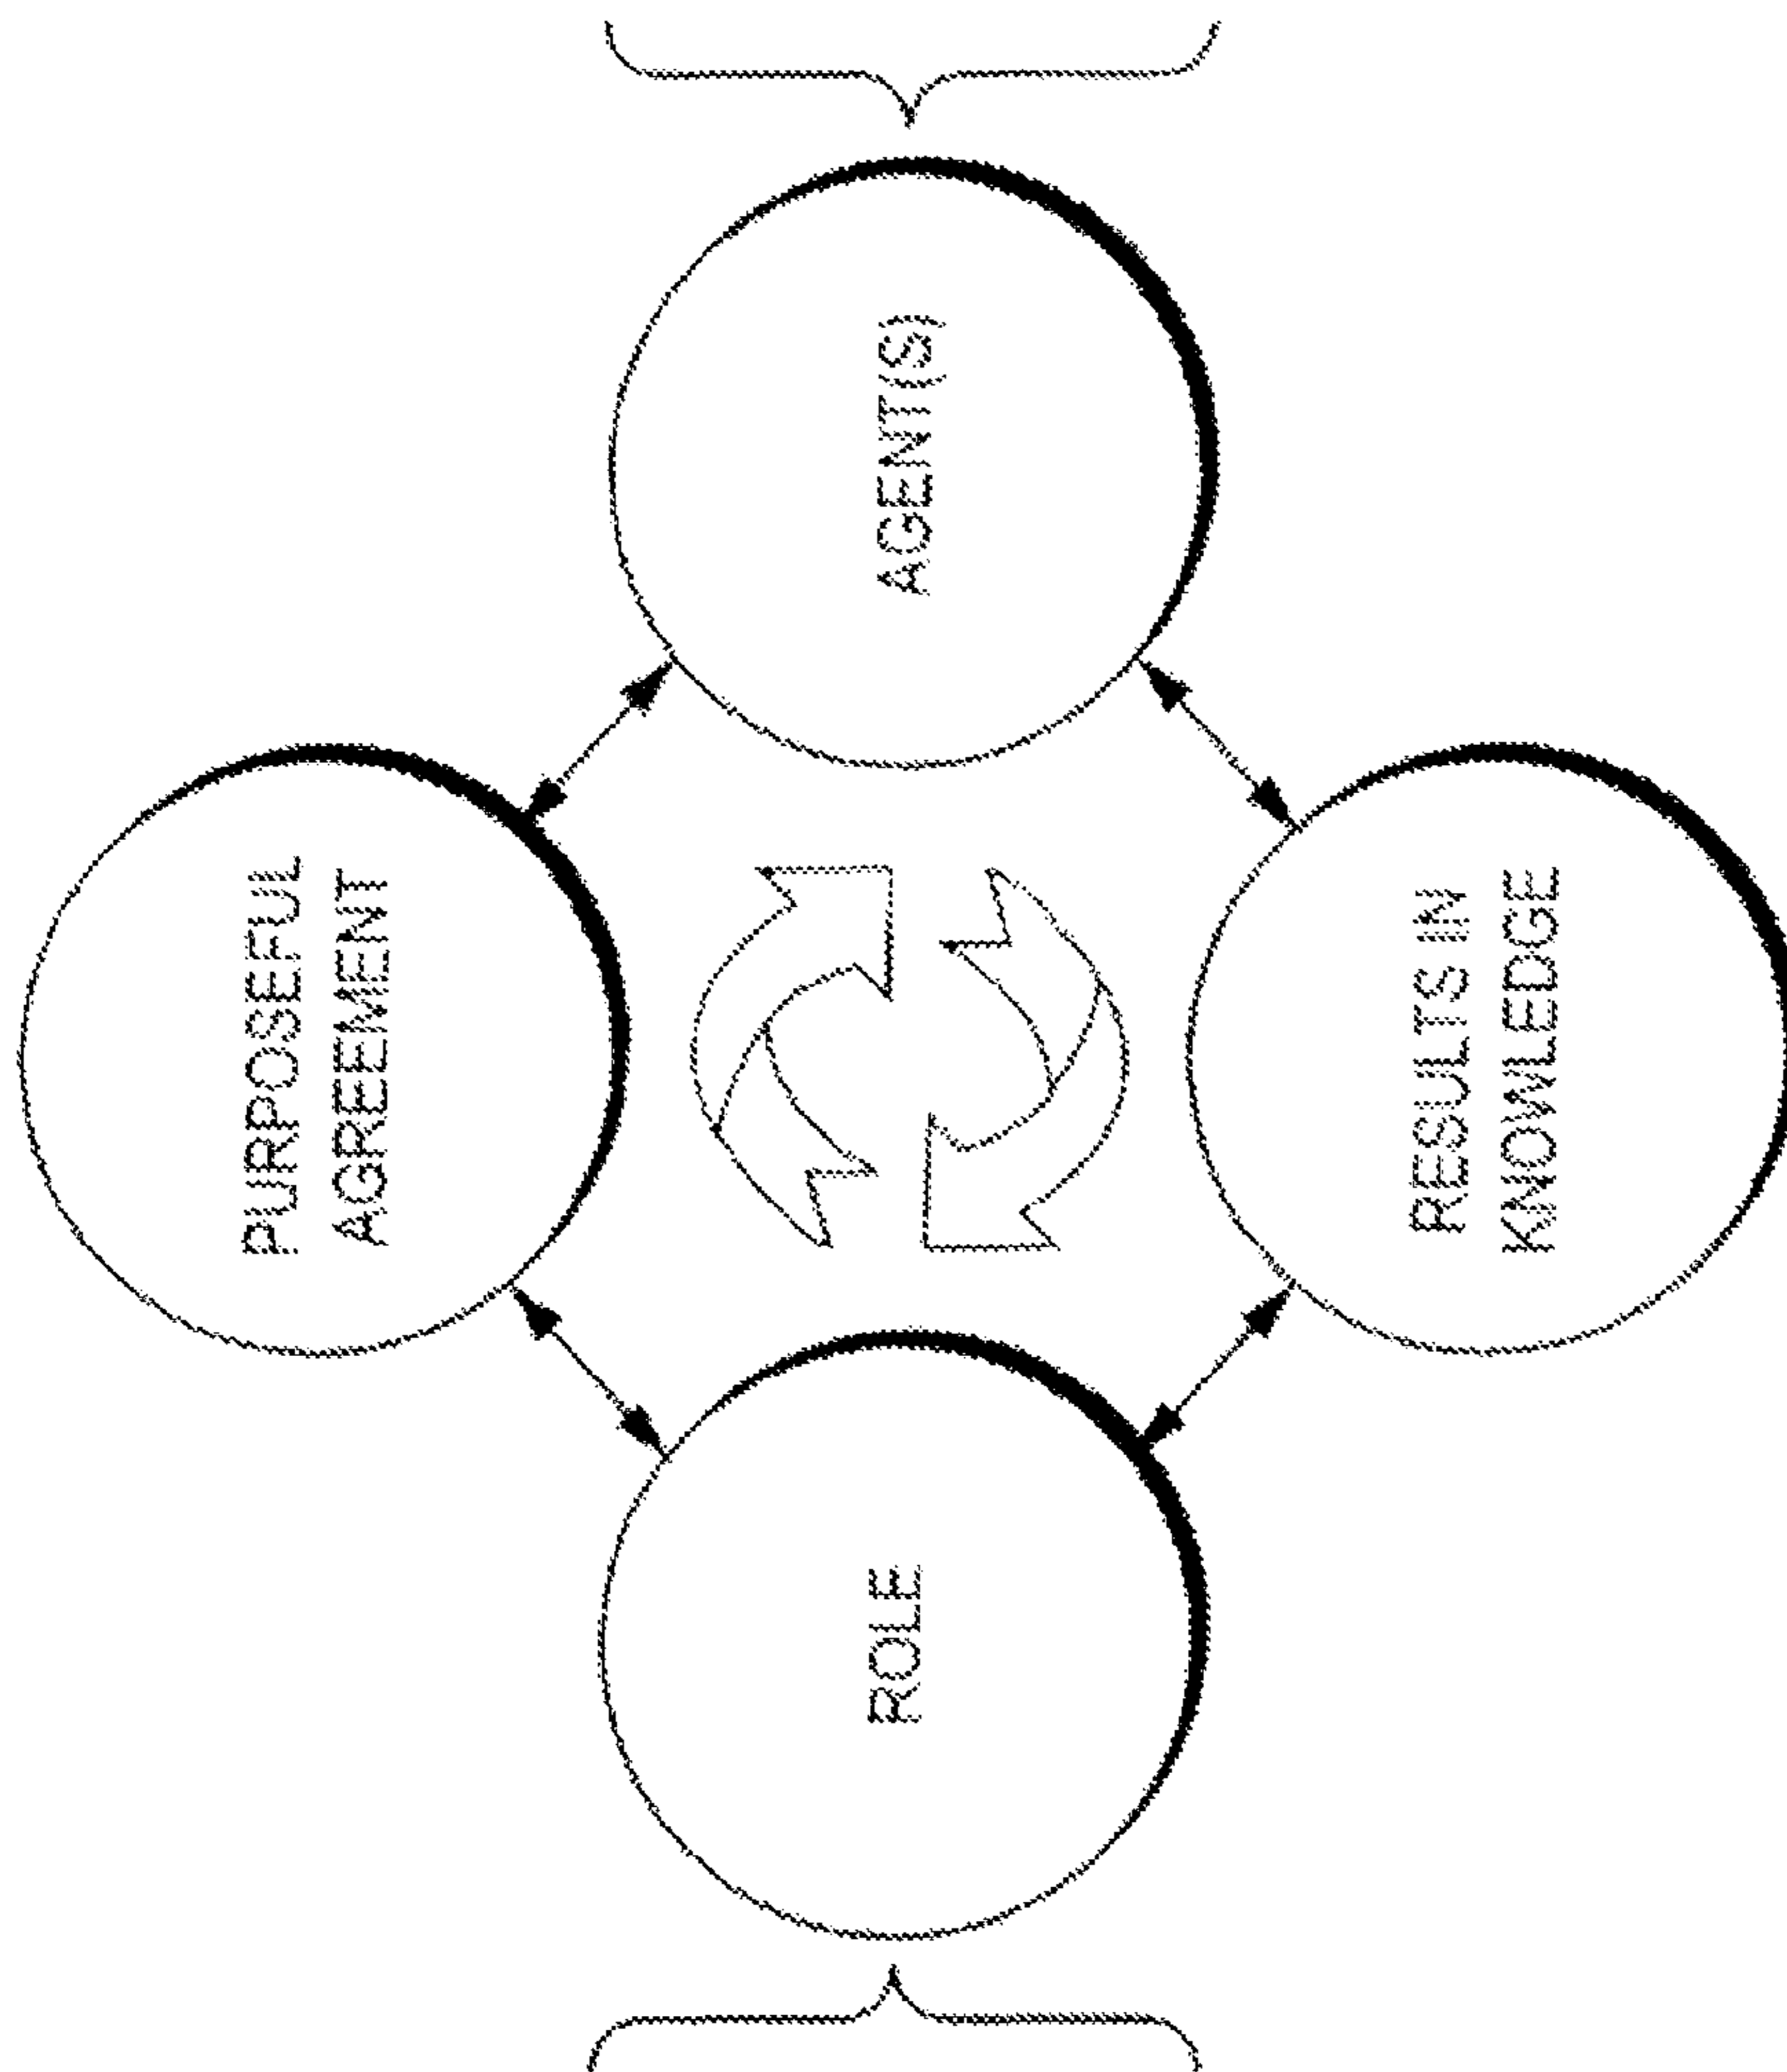 PURPOSEFUL
AGREEMENT
ROLE
AGENT(S)
RESULTS IN
KNOWLEDGE